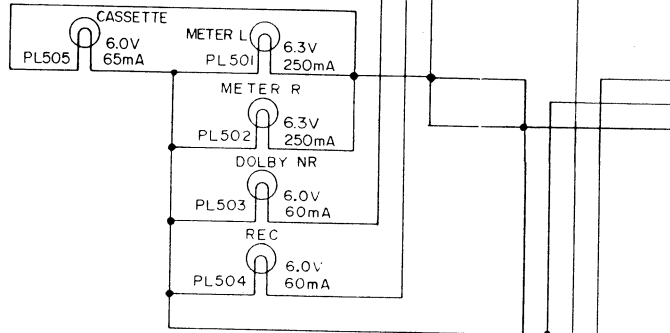 CASSETTE
6.0V
65mA
PL505
METER L
6.3V
250mA
PL501
METER R
6.3V
250mA
PL502
DOLBY NR
6.0V
60mA
PL503
REC
6.0V
60mA
PL504